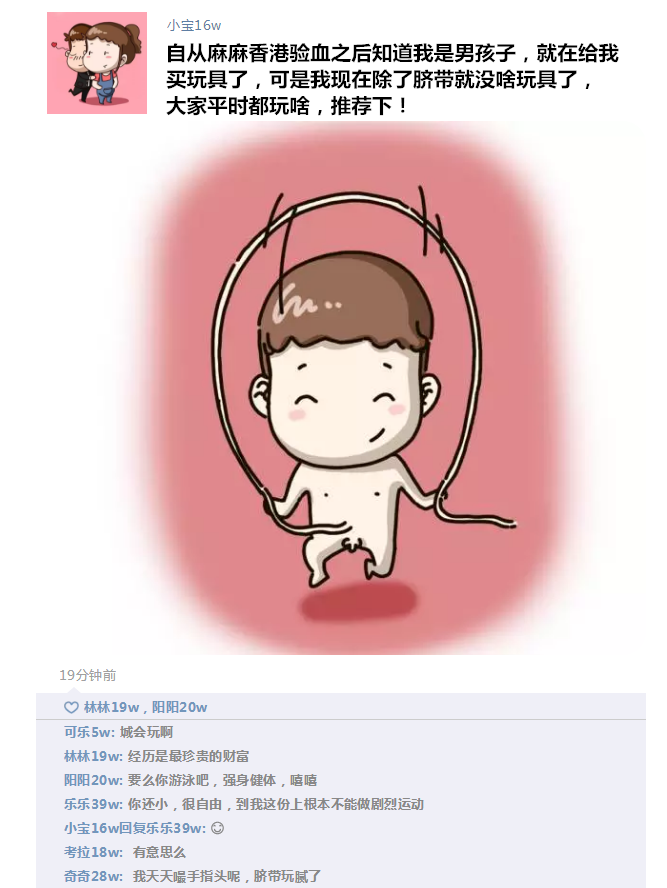 小宝16w
自从麻麻香港验血之后知道我是男孩子，就在给我
买玩具了，可是我现在除了脐带就没啥玩具了，
大家平时都玩啥，推荐下！
19分钟前
林林19w，阳阳20w
可乐5w: 城会玩啊
林林19w: 经历是最珍贵的财富
阳阳20w: 要么你游泳吧，强身健体，嘻嘻
乐乐39w: 你还小，很自由，到我这份上根本不能做剧烈运动
小宝16w回复乐乐39w: ☺
考拉18w: 有意思么
奇奇28w: 我天天嘬手指头呢，脐带玩腻了